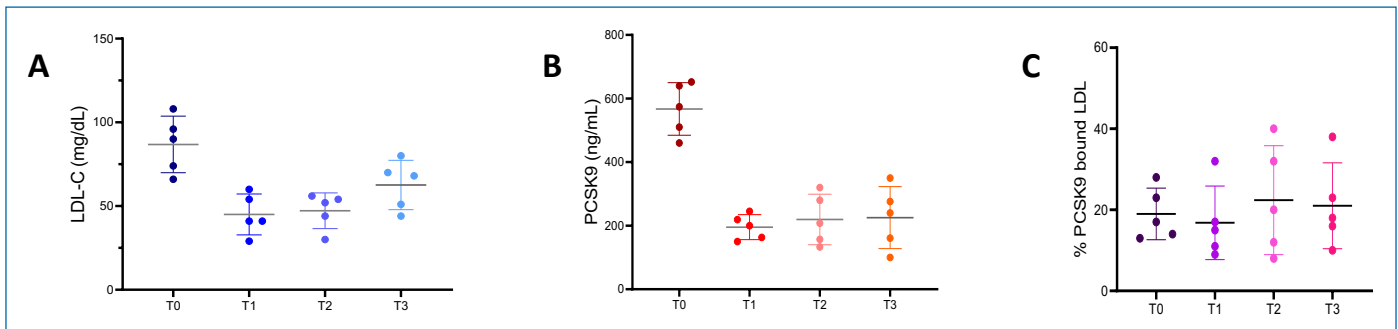 A
LDL-C (mg/dL)
150
100
50
0
T0 T1 T2 T3
B
PCSK9 (ng/mL)
800
600
400
200
0
T0 T1 T2 T3
C
% PCSK9 bound LDL
60
40
20
0
T0 T1 T2 T3